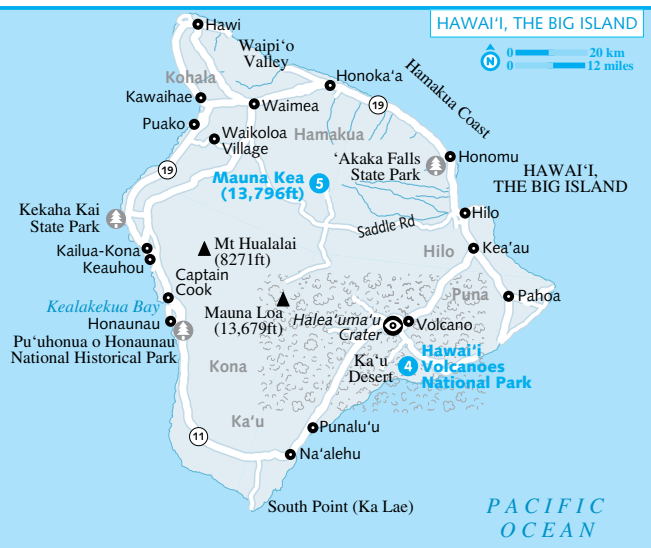 HAWAI‘I, THE BIG ISLAND
N
0 20 km
0 12 miles
Hawi
Waipi‘o
Valley
Kohala
Honoka‘a
Kawaihae
Waimea
19
Hamakua Coast
Puako
Waikoloa
Village
Hamakua
‘Akaka Falls
State Park
Honomu
19
Mauna Kea
(13,796ft)
5
HAWAI‘I,
THE BIG ISLAND
Kekaha Kai
State Park
Saddle Rd
Hilo
Kailua-Kona
Keauhou
Mt Hualalai
(8271ft)
Hilo
Kea‘au
Captain
Cook
Puna
Pahoa
Kealakekua Bay
Honaunau
Mauna Loa
(13,679ft)
Halea‘uma‘u
Crater
Volcano
Pu‘uhonua o Honaunau
National Historical Park
Kona
Ka‘u
Desert
4
Hawai‘i
Volcanoes
National Park
Ka‘u
11
Punalu‘u
Na‘alehu
South Point (Ka Lae)
PACIFIC
OCEAN